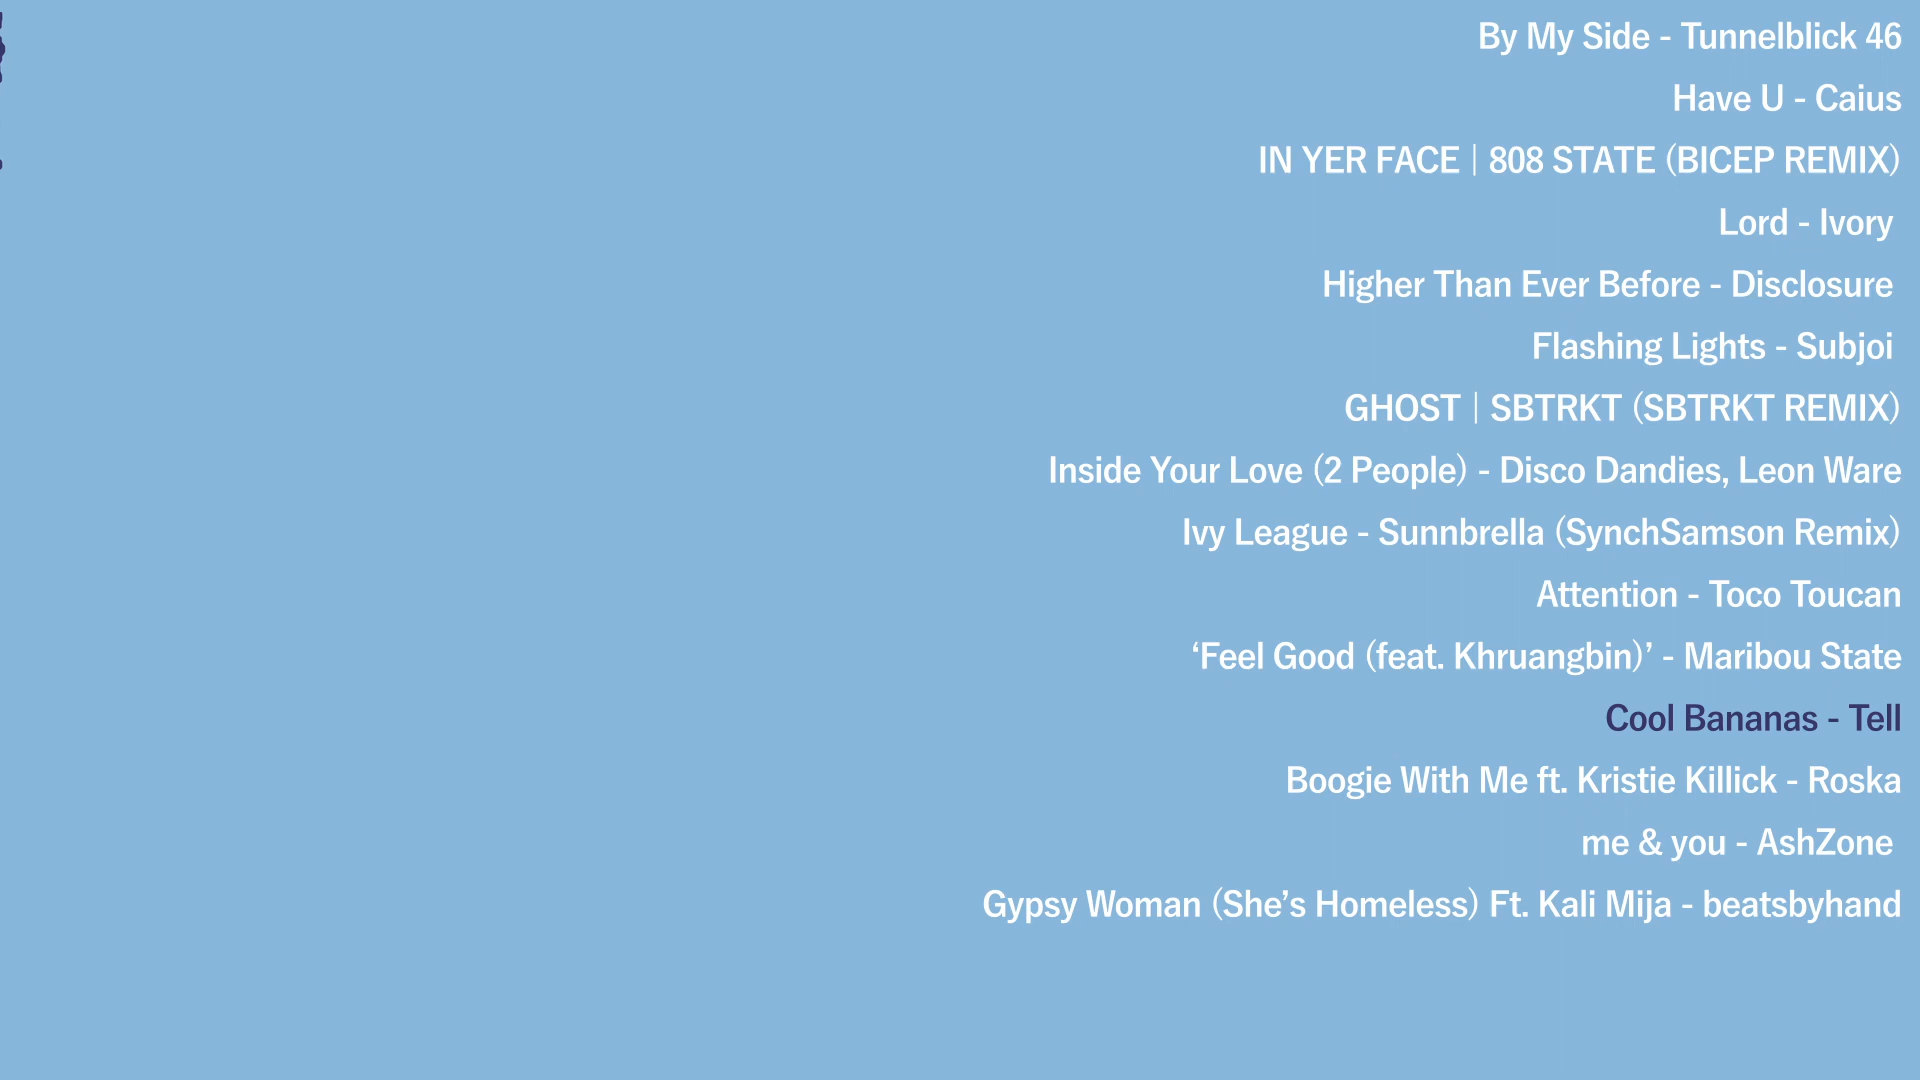 By My Side - Tunnelblick 46
Have U - Caius
IN YER FACE | 808 STATE (BICEP REMIX)
Lord - Ivory
Higher Than Ever Before - Disclosure
Flashing Lights - Subjoi
GHOST | SBTRKT (SBTRKT REMIX)
Inside Your Love (2 People) - Disco Dandies, Leon Ware
Ivy League - Sunnbrella (SynchSamson Remix)
Attention - Toco Toucan
‘Feel Good (feat. Khruangbin)’ - Maribou State
Cool Bananas - Tell
Boogie With Me ft. Kristie Killick - Roska
me & you - AshZone
Gypsy Woman (She’s Homeless) Ft. Kali Mija - beatsbyhand